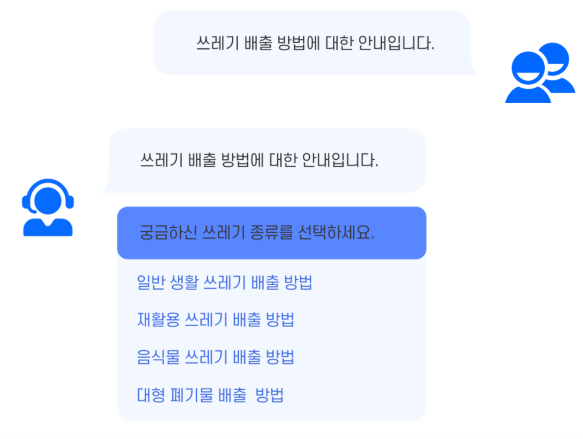 쓰레기 배출 방법에 대한 안내입니다.
쓰레기 배출 방법에 대한 안내입니다.
궁금하신 쓰레기 종류를 선택하세요.
일반 생활 쓰레기 배출 방법
재활용 쓰레기 배출 방법
음식물 쓰레기 배출 방법
대형 폐기물 배출 방법